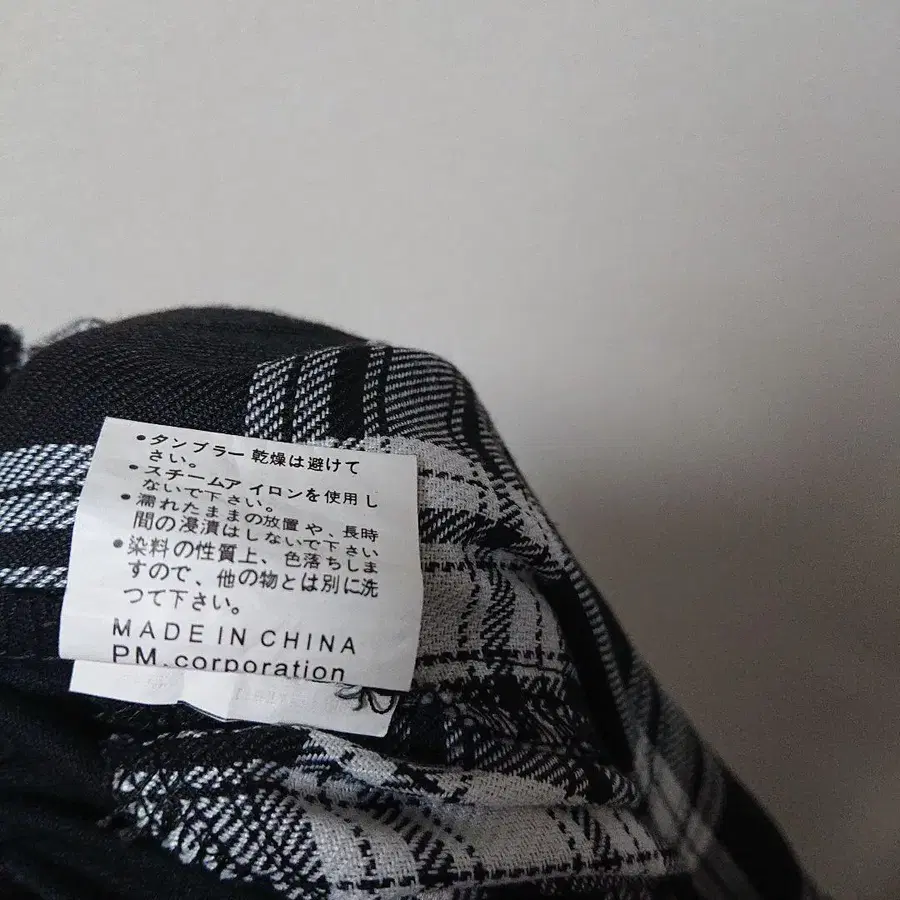 •タンブラー乾燥は避けて
さい。
•スチームアイロンを使用し
ないで下さい。
•濡れたままの放置や、長時
間の浸漬はしないで下さい
•染料の性質上、色落ちしま
すので、他の物とは別に洗
つて下さい。
MADE IN CHINA
PM.corporation